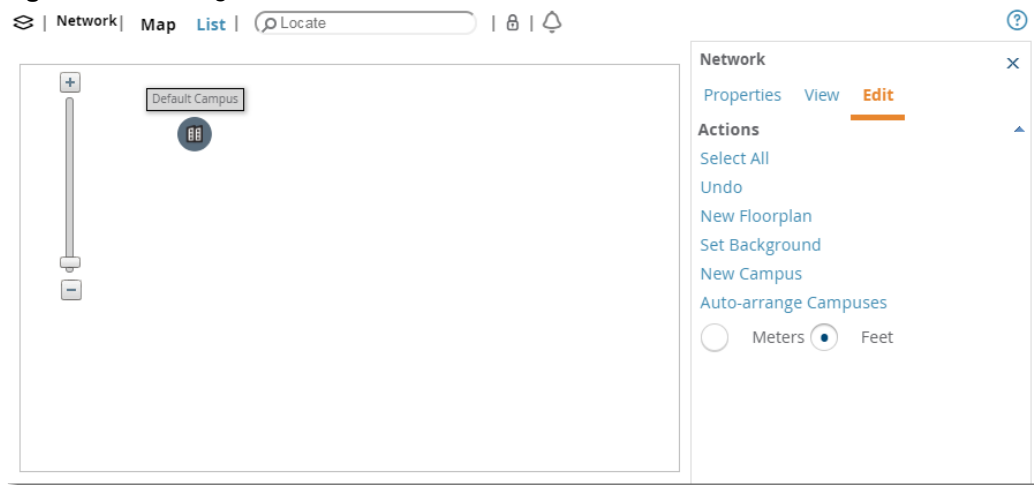 Network Map List Locate
Default Campus
Network
Properties View Edit
Actions
Select All
Undo
New Floorplan
Set Background
New Campus
Auto-arrange Campuses
Meters Feet